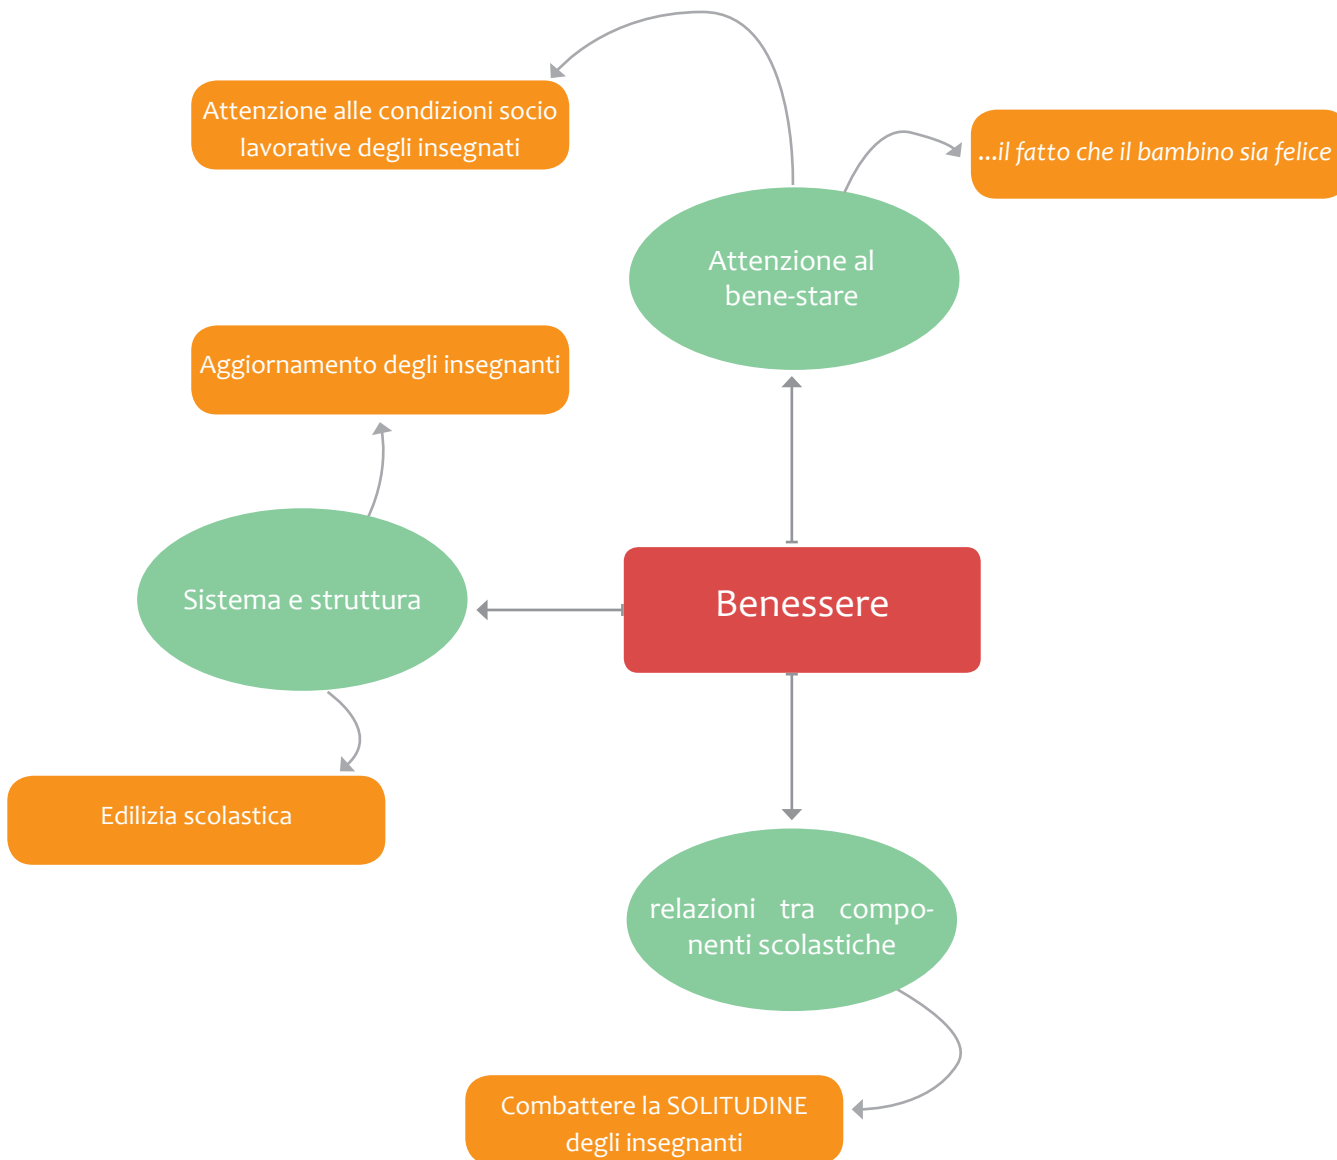 Attenzione alle condizioni socio
lavorative degli insegnati
...il fatto che il bambino sia felice
Attenzione al
bene-stare
Aggiornamento degli insegnanti
Sistema e struttura
Benessere
Edilizia scolastica
relazioni tra compo-
nenti scolastiche
Combattere la SOLITUDINE
degli insegnanti